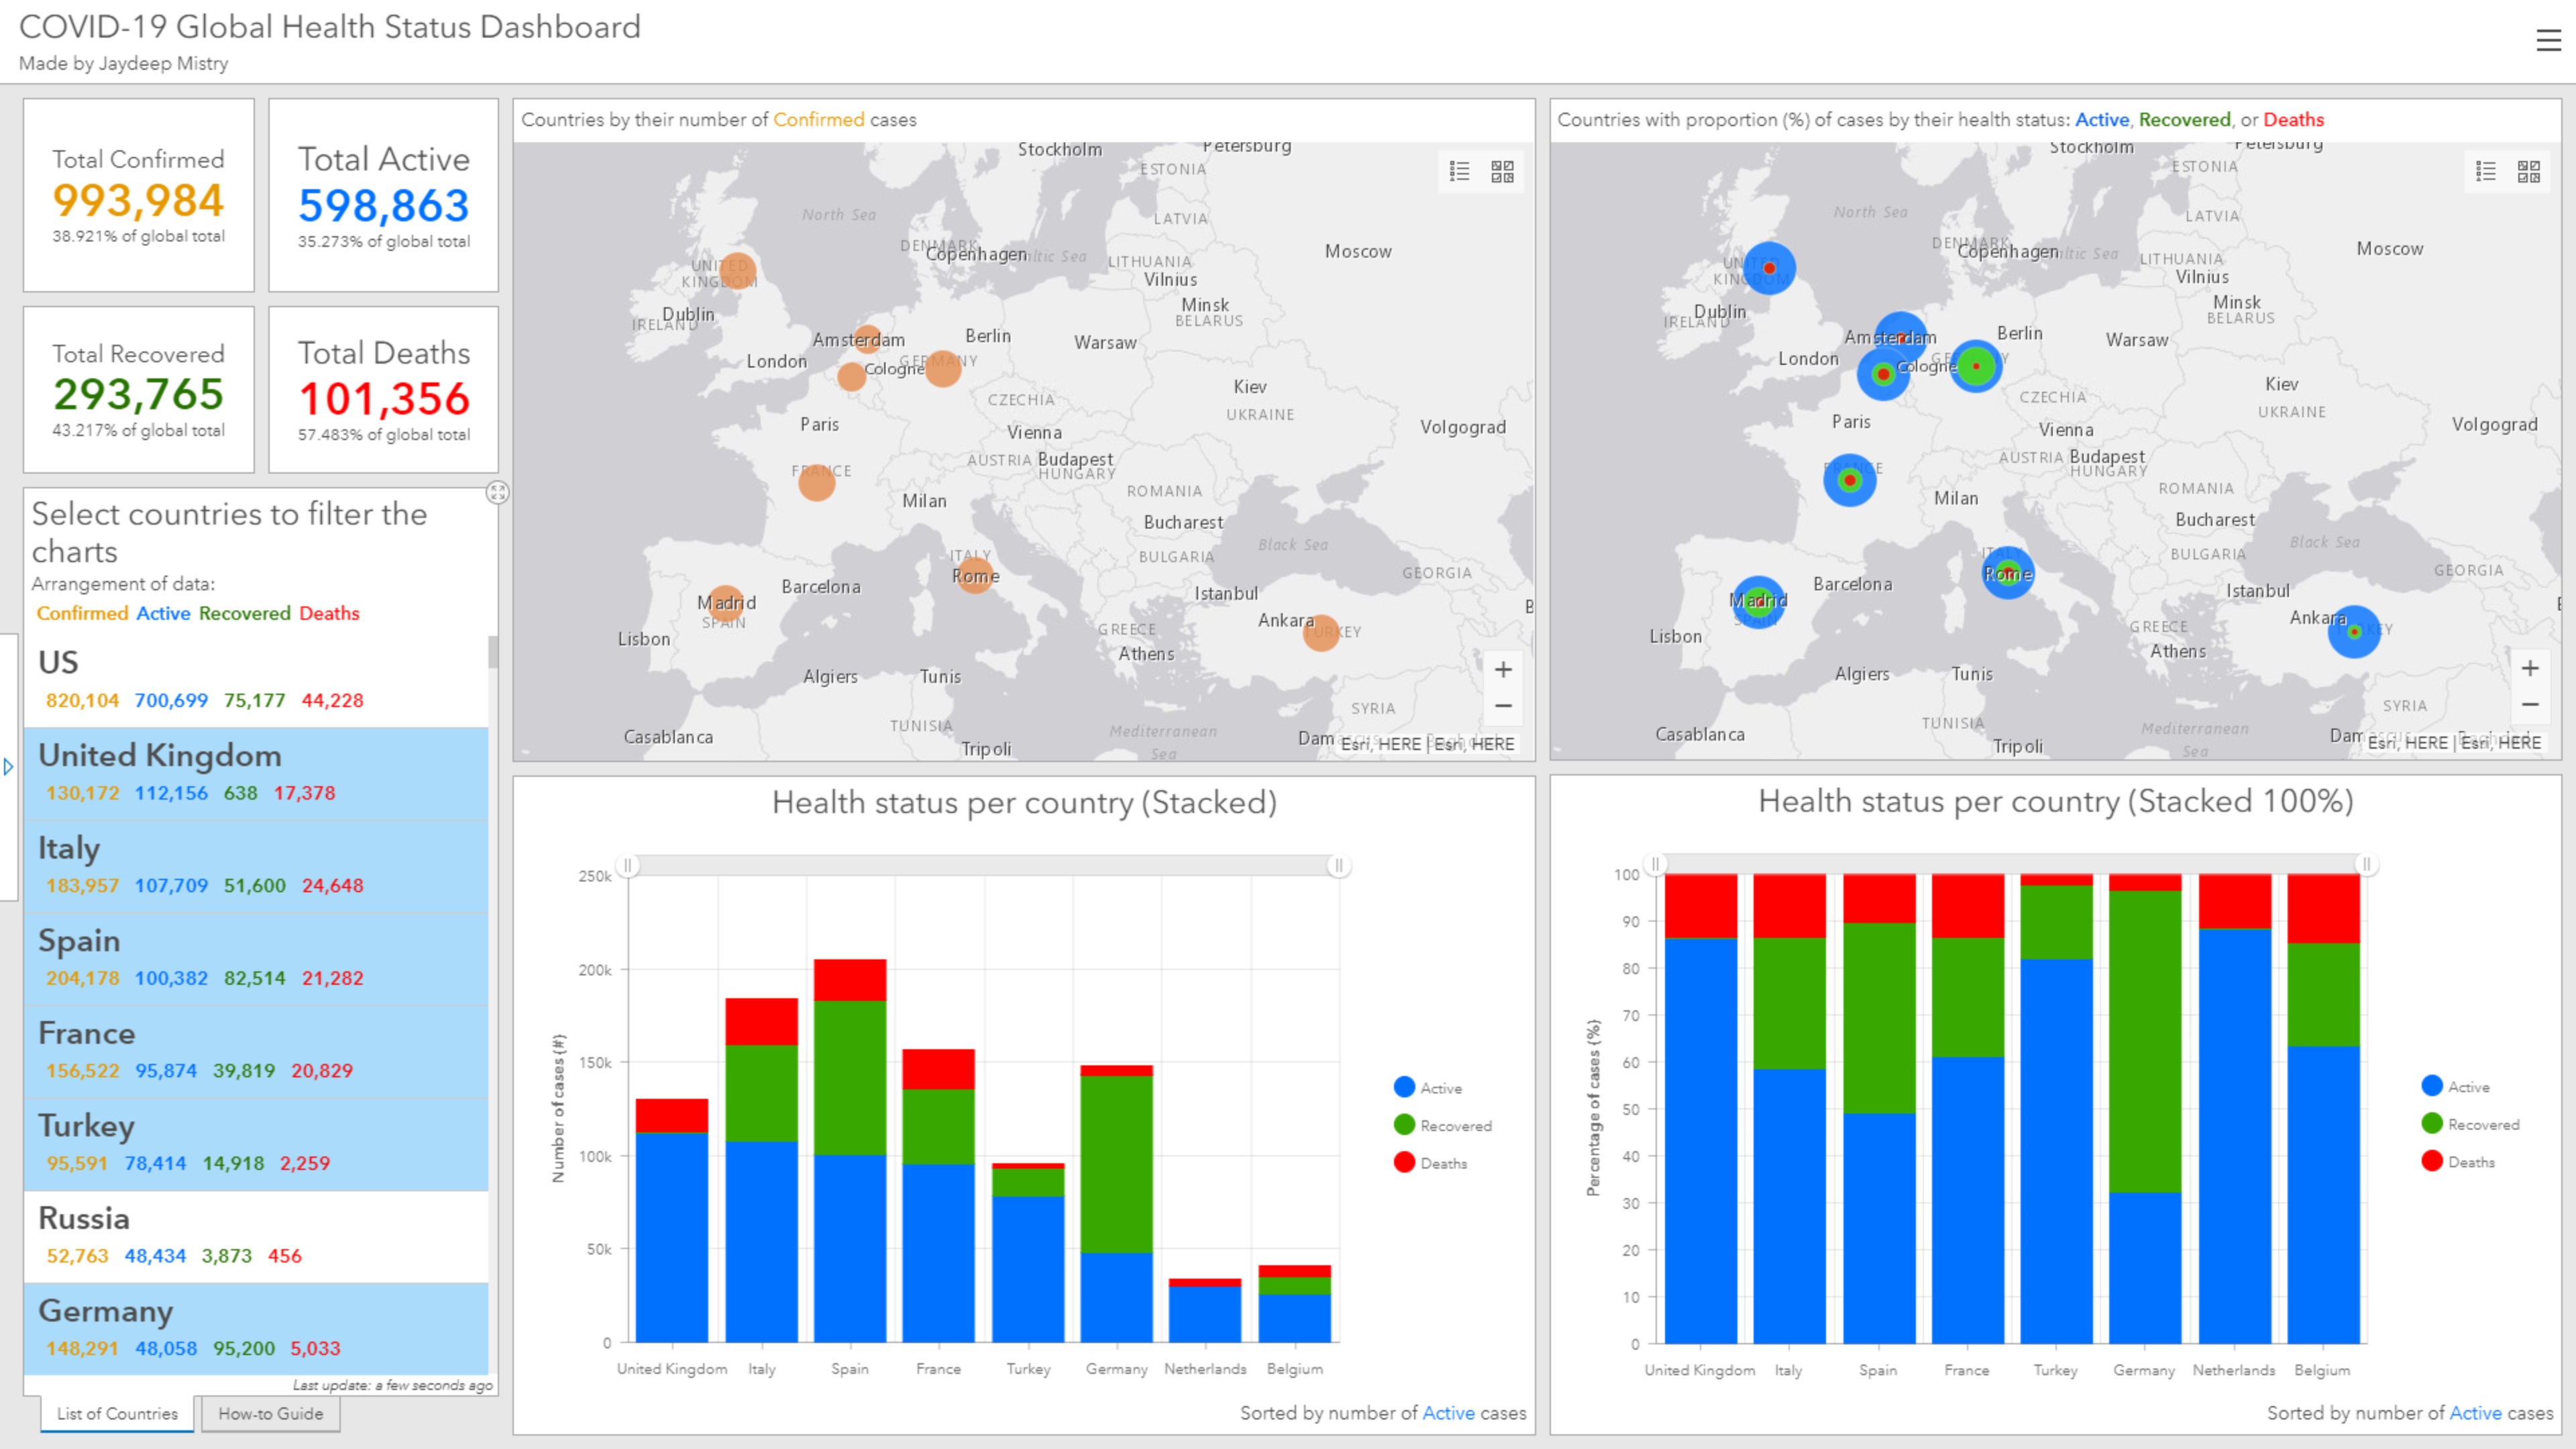 COVID-19 Global Health Status Dashboard
Made by Jaydeep Mistry
Total Confirmed
993,984
38.921% of global total
Total Active
598,863
35.273% of global total
Total Recovered
293,765
43.217% of global total
Total Deaths
101,356
57.483% of global total
Select countries to filter the
charts
Arrangement of data:
Confirmed Active Recovered Deaths
US
820,104 700,699 75,177 44,228
United Kingdom
130,172 112,156 638 17,378
Italy
183,957 107,709 51,600 24,648
Spain
204,178 100,382 82,514 21,282
France
156,522 95,874 39,819 20,829
Turkey
95,591 78,414 14,918 2,259
Russia
52,763 48,434 3,873 456
Germany
148,291 48,058 95,200 5,033
Last update: a few seconds ago
List of Countries
How-to Guide
Countries by their number of Confirmed cases
Stockholm
Petersburg
ESTONIA
North Sea
LATVIA
DENMARK
Copenhagen
Baltic Sea
LITHUANIA
Moscow
UNITED
KINGDOM
Vilnius
Minsk
BELARUS
Dublin
IRELAND
Amsterdam
Berlin
Warsaw
London
GERMANY
Cologne
Kiev
CZECHIA
UKRAINE
Paris
Vienna
Volgograd
AUSTRIA
Budapest
HUNGARY
FRANCE
Milan
ROMANIA
Bucharest
Black Sea
ITALY
BULGARIA
Rome
GEORGIA
Barcelona
Istanbul
Madrid
SPAIN
Ankara
TURKEY
Lisbon
GREECE
Athens
Algiers
Tunis
SYRIA
TUNISIA
Mediterranean
Sea
Casablanca
Tripoli
Damascus
Esri, HERE | Esri, HERE
Countries with proportion (%) of cases by their health status: Active, Recovered, or Deaths
Stockholm
Petersburg
ESTONIA
North Sea
LATVIA
DENMARK
Copenhagen
Baltic Sea
LITHUANIA
Moscow
UNITED
KINGDOM
Vilnius
Minsk
BELARUS
Dublin
IRELAND
Amsterdam
Berlin
Warsaw
London
GERMANY
Cologne
Kiev
CZECHIA
UKRAINE
Paris
Vienna
Volgograd
AUSTRIA
Budapest
HUNGARY
FRANCE
Milan
ROMANIA
Bucharest
Black Sea
ITALY
BULGARIA
Rome
GEORGIA
Barcelona
Istanbul
Madrid
SPAIN
Ankara
TURKEY
Lisbon
GREECE
Athens
Algiers
Tunis
SYRIA
TUNISIA
Mediterranean
Sea
Casablanca
Tripoli
Esri, HERE | Esri, HERE
Health status per country (Stacked)
250k
200k
150k
100k
50k
0
Number of cases (#)
United Kingdom
Italy
Spain
France
Turkey
Germany
Netherlands
Belgium
Active
Recovered
Deaths
Sorted by number of Active cases
Health status per country (Stacked 100%)
100
90
80
70
60
50
40
30
20
10
0
Percentage of cases (%)
United Kingdom
Italy
Spain
France
Turkey
Germany
Netherlands
Belgium
Active
Recovered
Deaths
Sorted by number of Active cases